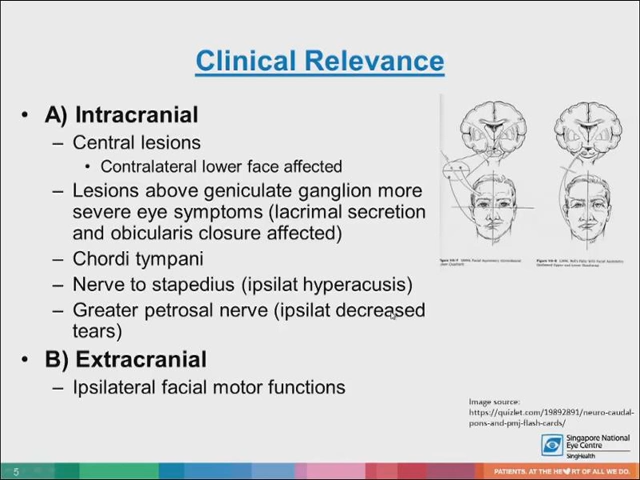 Clinical Relevance
• A) Intracranial
– Central lesions
• Contralateral lower face affected
– Lesions above geniculate ganglion more
severe eye symptoms (lacrimal secretion
and obicularis closure affected)
– Chordi tympani
– Nerve to stapedius (ipsilat hyperacusis)
– Greater petrosal nerve (ipsilat decreased
tears)
• B) Extracranial
– Ipsilateral facial motor functions
Image source:
https://quizlet.com/19892891/neuro-caudal-
pons-and-pmj-flash-cards/
Singapore National
Eye Centre
SingHealth
5
PATIENTS. AT THE HE♥RT OF ALL WE DO.